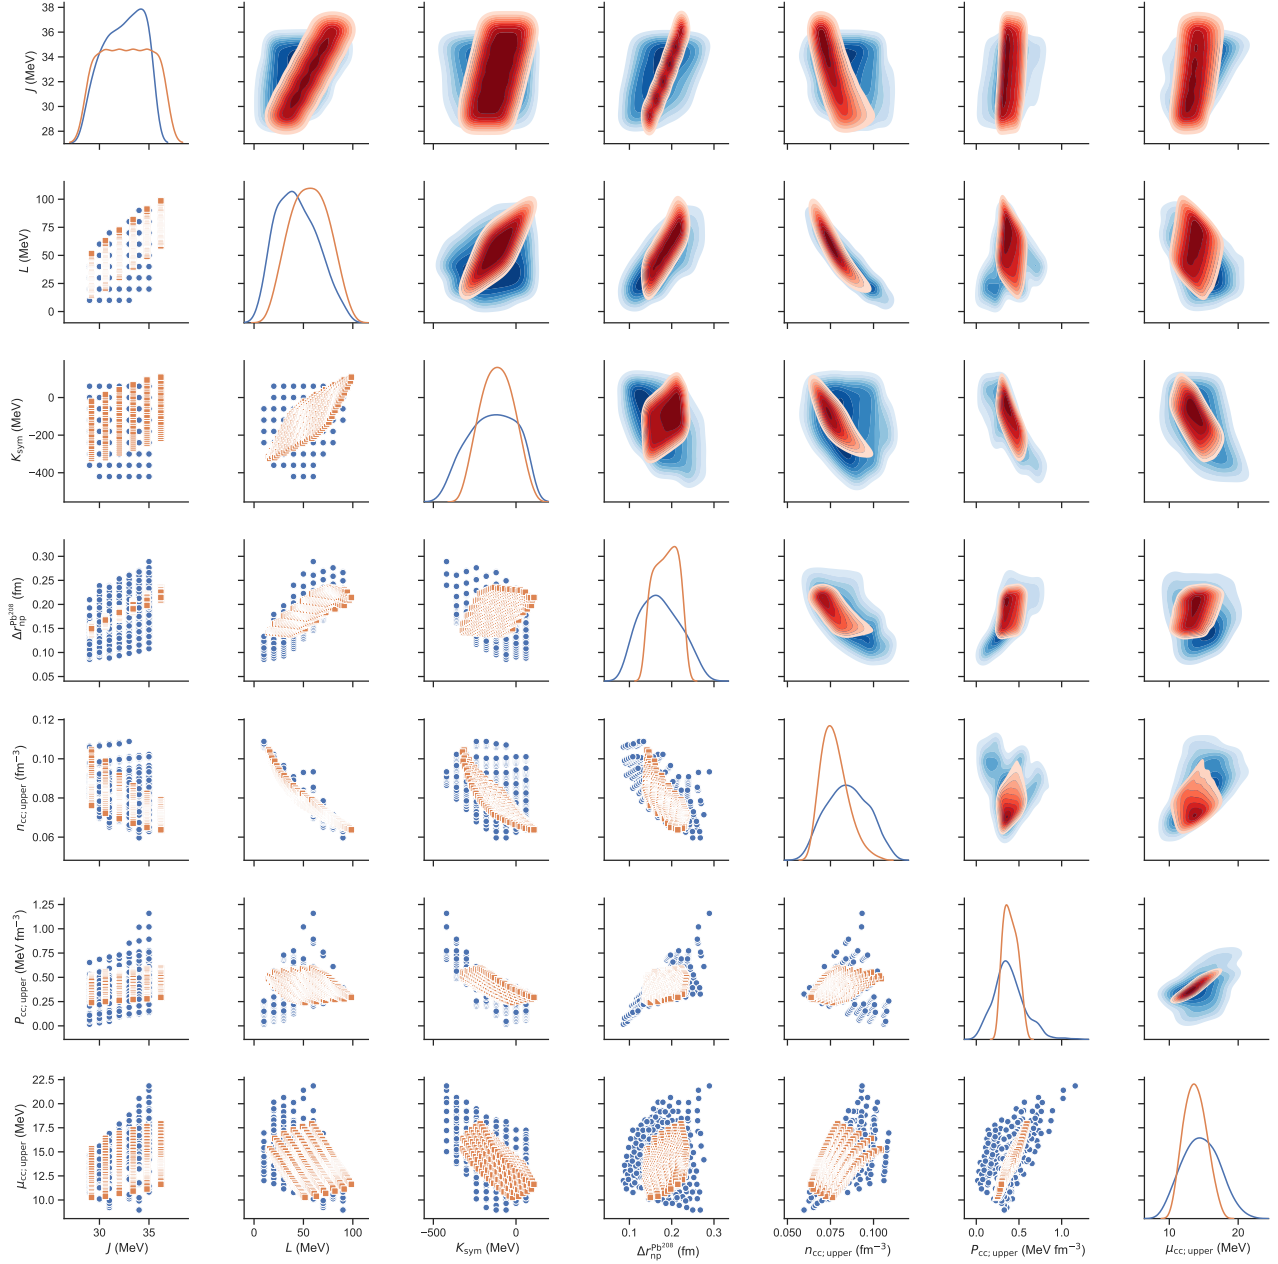 38
36
34
32
30
28
J (MeV)
100
75
50
25
0
L (MeV)
0
−200
−400
K_sym (MeV)
0.30
0.25
0.20
0.15
0.10
0.05
Δr_np^Pb^208 (fm)
0.12
0.10
0.08
0.06
n_cc; upper (fm^−3)
1.25
1.00
0.75
0.50
0.25
0.00
P_cc; upper (MeV fm^−3)
22.5
20.0
17.5
15.0
12.5
10.0
μ_cc; upper (MeV)
30 35
J (MeV)
0 50 100
L (MeV)
−500 0
K_sym (MeV)
0.1 0.2 0.3
Δr_np^Pb^208 (fm)
0.050 0.075 0.100
n_cc; upper (fm^−3)
0.0 0.5 1.0
P_cc; upper (MeV fm^−3)
10 20
μ_cc; upper (MeV)